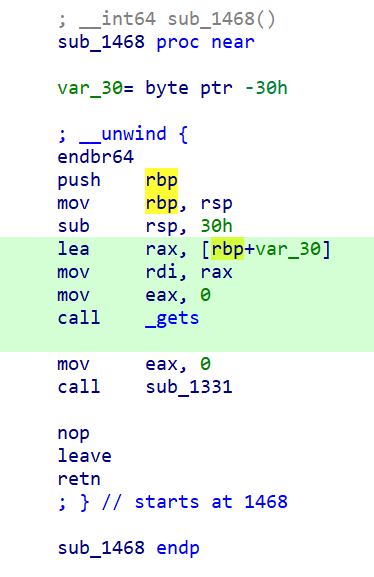 ; __int64 sub_1468()
sub_1468 proc near
var_30= byte ptr -30h
; __unwind {
endbr64
push rbp
mov rbp, rsp
sub rsp, 30h
lea rax, [rbp+var_30]
mov rdi, rax
mov eax, 0
call _gets
mov eax, 0
call sub_1331
nop
leave
retn
; } // starts at 1468
sub_1468 endp